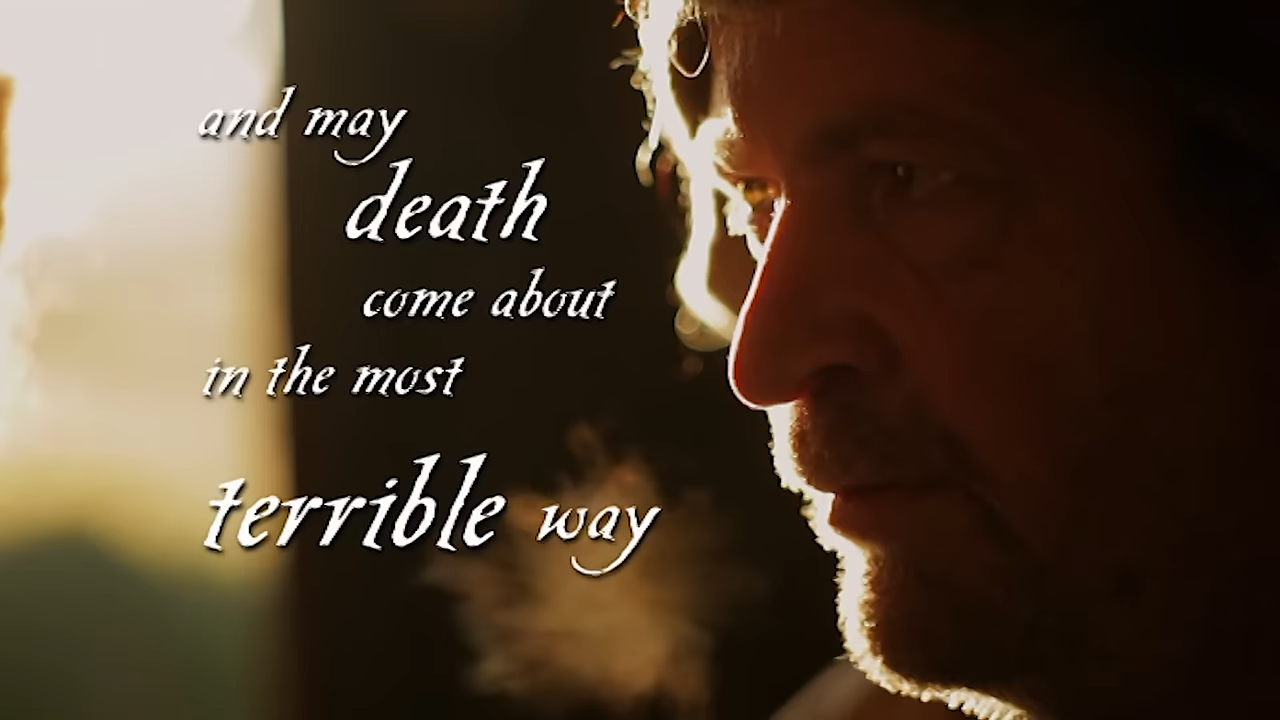 and may
death
come about
in the most
terrible way